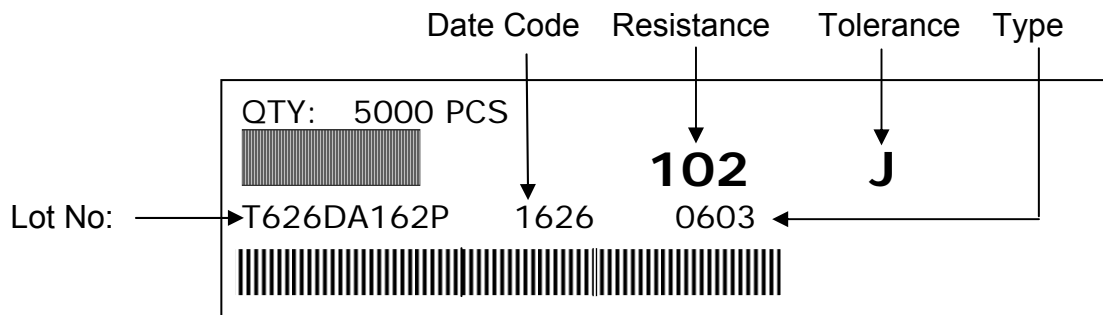 Date Code Resistance Tolerance Type
QTY: 5000 PCS
102 J
Lot No: T626DA162P 1626 0603